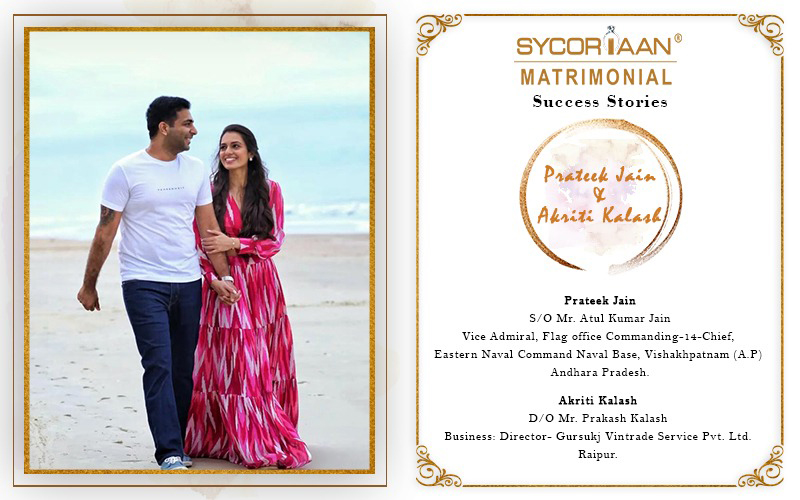 SYCORIAAN®
MATRIMONIAL
Success Stories
Prateek Jain
&
Akriti Kalash
Prateek Jain
S/O Mr. Atul Kumar Jain
Vice Admiral, Flag office Commanding-14-Chief,
Eastern Naval Command Naval Base, Vishakhpatnam (A.P)
Andhara Pradesh.
Akriti Kalash
D/O Mr. Prakash Kalash
Business: Director- Gursukj Vintrade Service Pvt. Ltd.
Raipur.